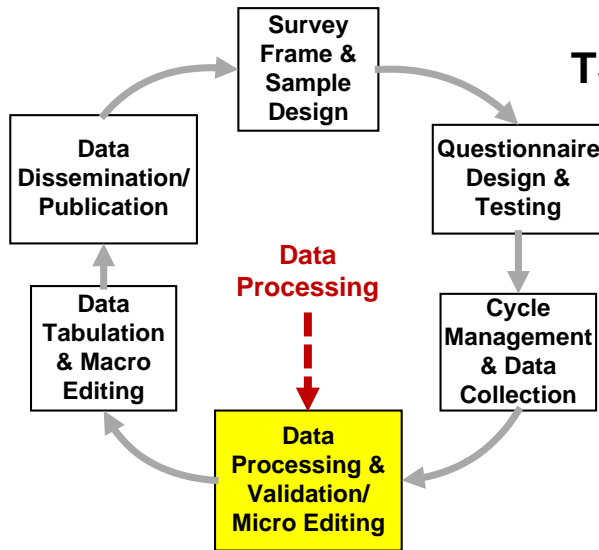 Survey
Frame &
Sample
Design
Questionnaire
Design &
Testing
Cycle
Management
& Data
Collection
Data
Processing &
Validation/
Micro Editing
Data
Tabulation
& Macro
Editing
Data
Dissemination/
Publication
Data
Processing